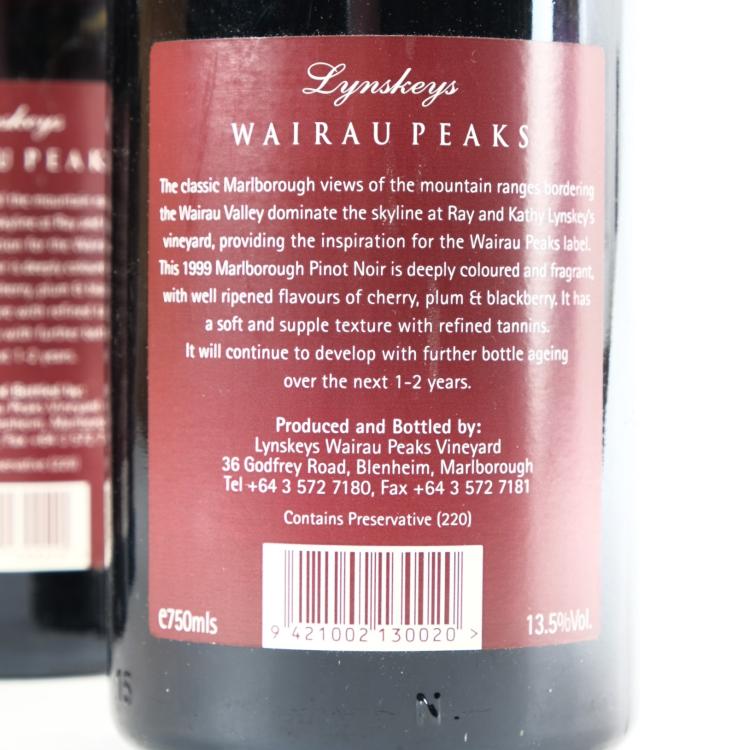 Lynskeys
WAIRAU PEAKS
The classic Marlborough views of the mountain ranges bordering
the Wairau Valley dominate the skyline at Ray and Kathy Lynskey's
vineyard, providing the inspiration for the Wairau Peaks label.
This 1999 Marlborough Pinot Noir is deeply coloured and fragrant,
with well ripened flavours of cherry, plum & blackberry. It has
a soft and supple texture with refined tannins.
It will continue to develop with further bottle ageing
over the next 1-2 years.
Produced and Bottled by:
Lynskeys Wairau Peaks Vineyard
36 Godfrey Road, Blenheim, Marlborough
Tel +64 3 572 7180, Fax +64 3 572 7181
Contains Preservative (220)
9 421002 130020 >
e750mls
13.5%Vol.
15
N